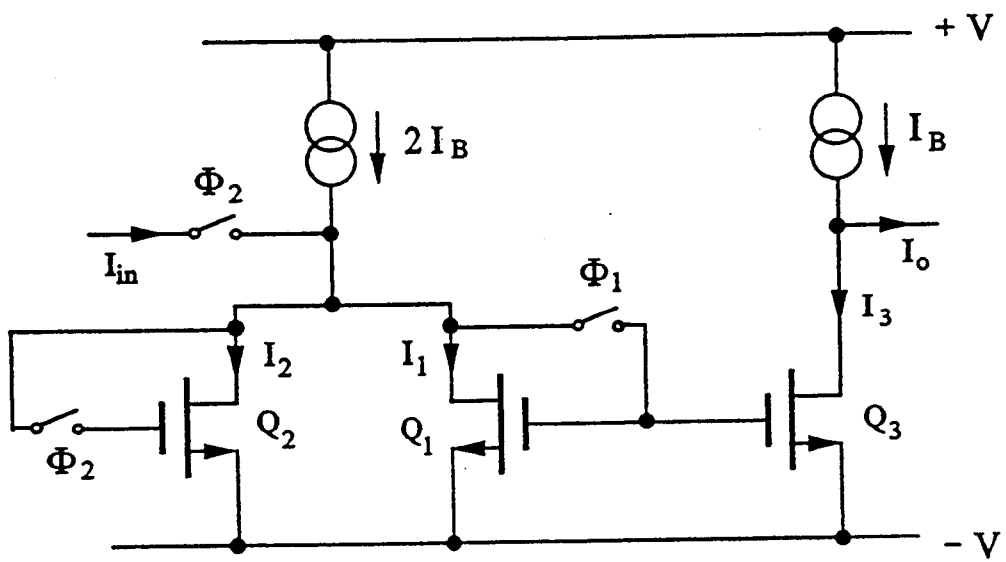 + V
2 I_B
I_B
Φ_2
I_in
I_o
Φ_1
I_3
I_2
I_1
Q_2
Q_1
Q_3
Φ_2
− V